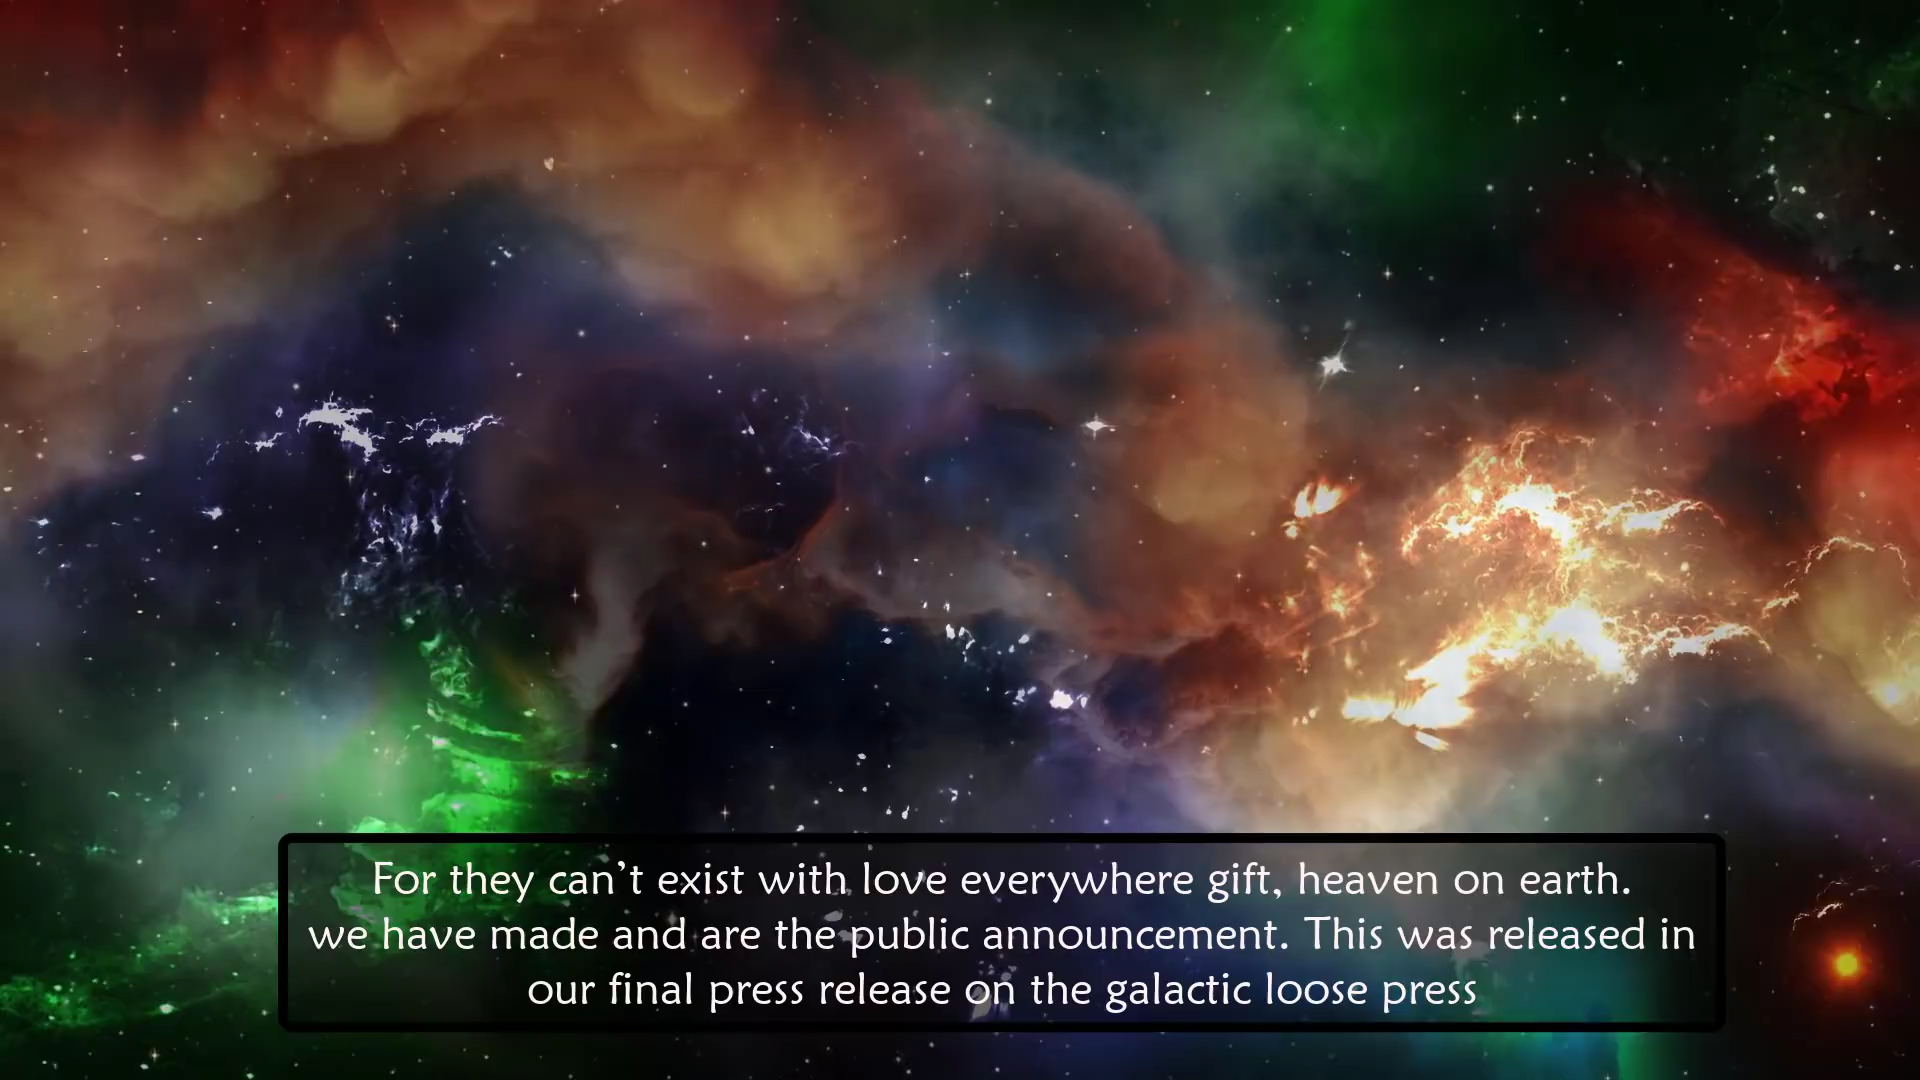 For they can't exist with love everywhere gift, heaven on earth.
we have made and are the public announcement. This was released in
our final press release on the galactic loose press